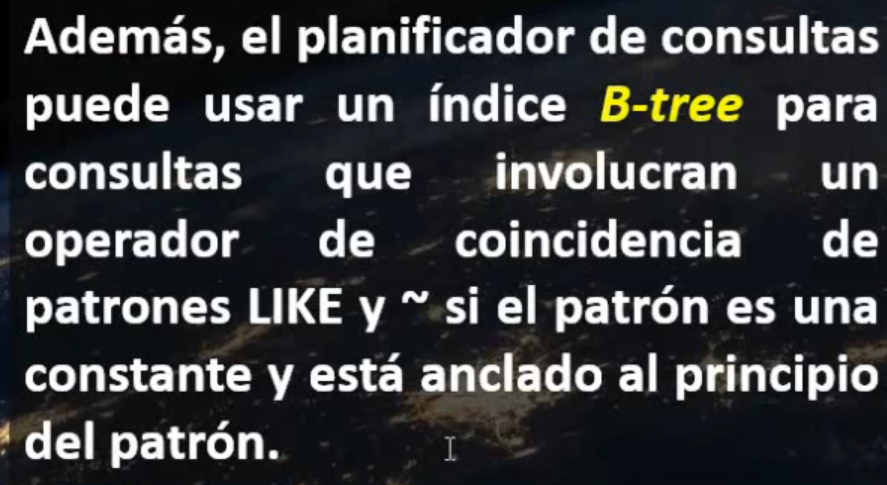 Además, el planificador de consultas
puede usar un índice B-tree para
consultas que involucran un
operador de coincidencia de
patrones LIKE y ~ si el patrón es una
constante y está anclado al principio
del patrón.